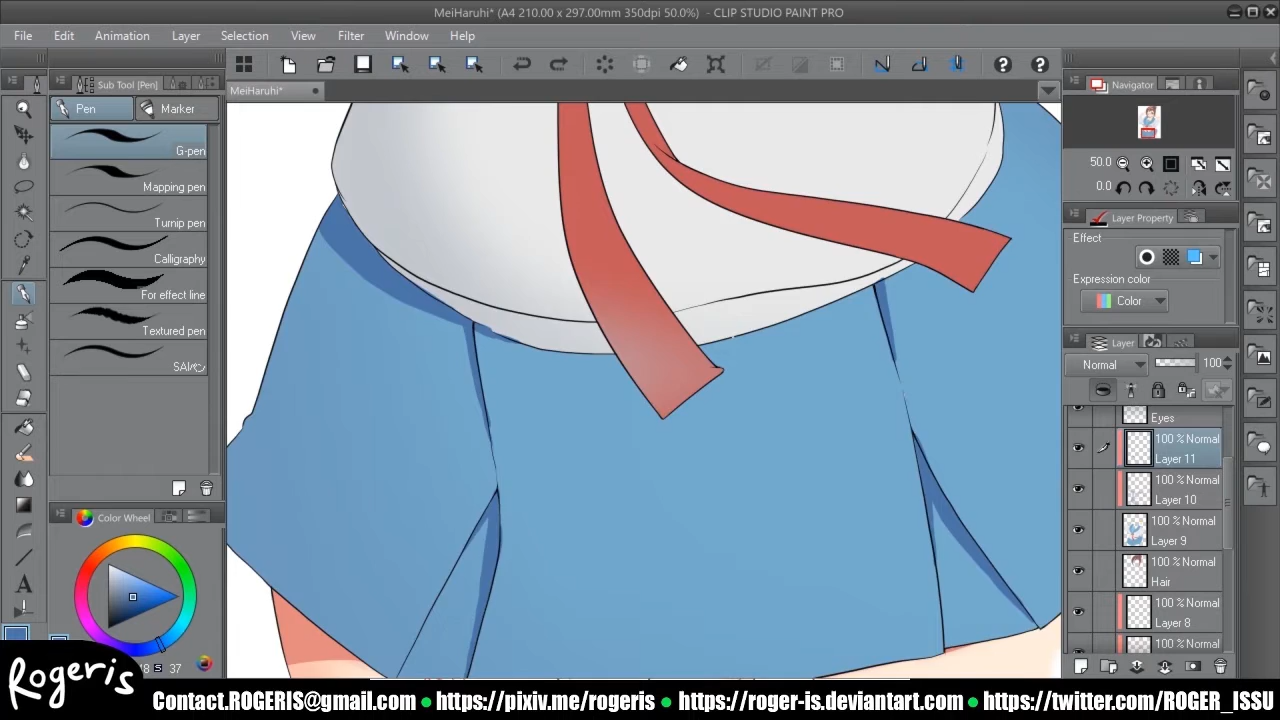 MeiHaruhi* (A4 210.00 x 297.00mm 350dpi 50.0%) - CLIP STUDIO PAINT PRO
File Edit Animation Layer Selection View Filter Window Help
Sub Tool [Pen]
MeiHaruhi*
Navigator
Pen Marker
G-pen
Mapping pen
Turnip pen
Calligraphy
For effect line
Textured pen
SAI
50.0
0.0
Layer Property
Effect
Expression color
Color
Layer
Normal 100
Eyes
100 % Normal
Layer 11
100 % Normal
Layer 10
100 % Normal
Layer 9
100 % Normal
Hair
100 % Normal
Layer 8
100 % Normal
Color Wheel
S 37
Rogeris
Contact.ROGERIS@gmail.com ● https://pixiv.me/rogeris ● https://roger-is.deviantart.com ● https://twitter.com/ROGER_ISSU